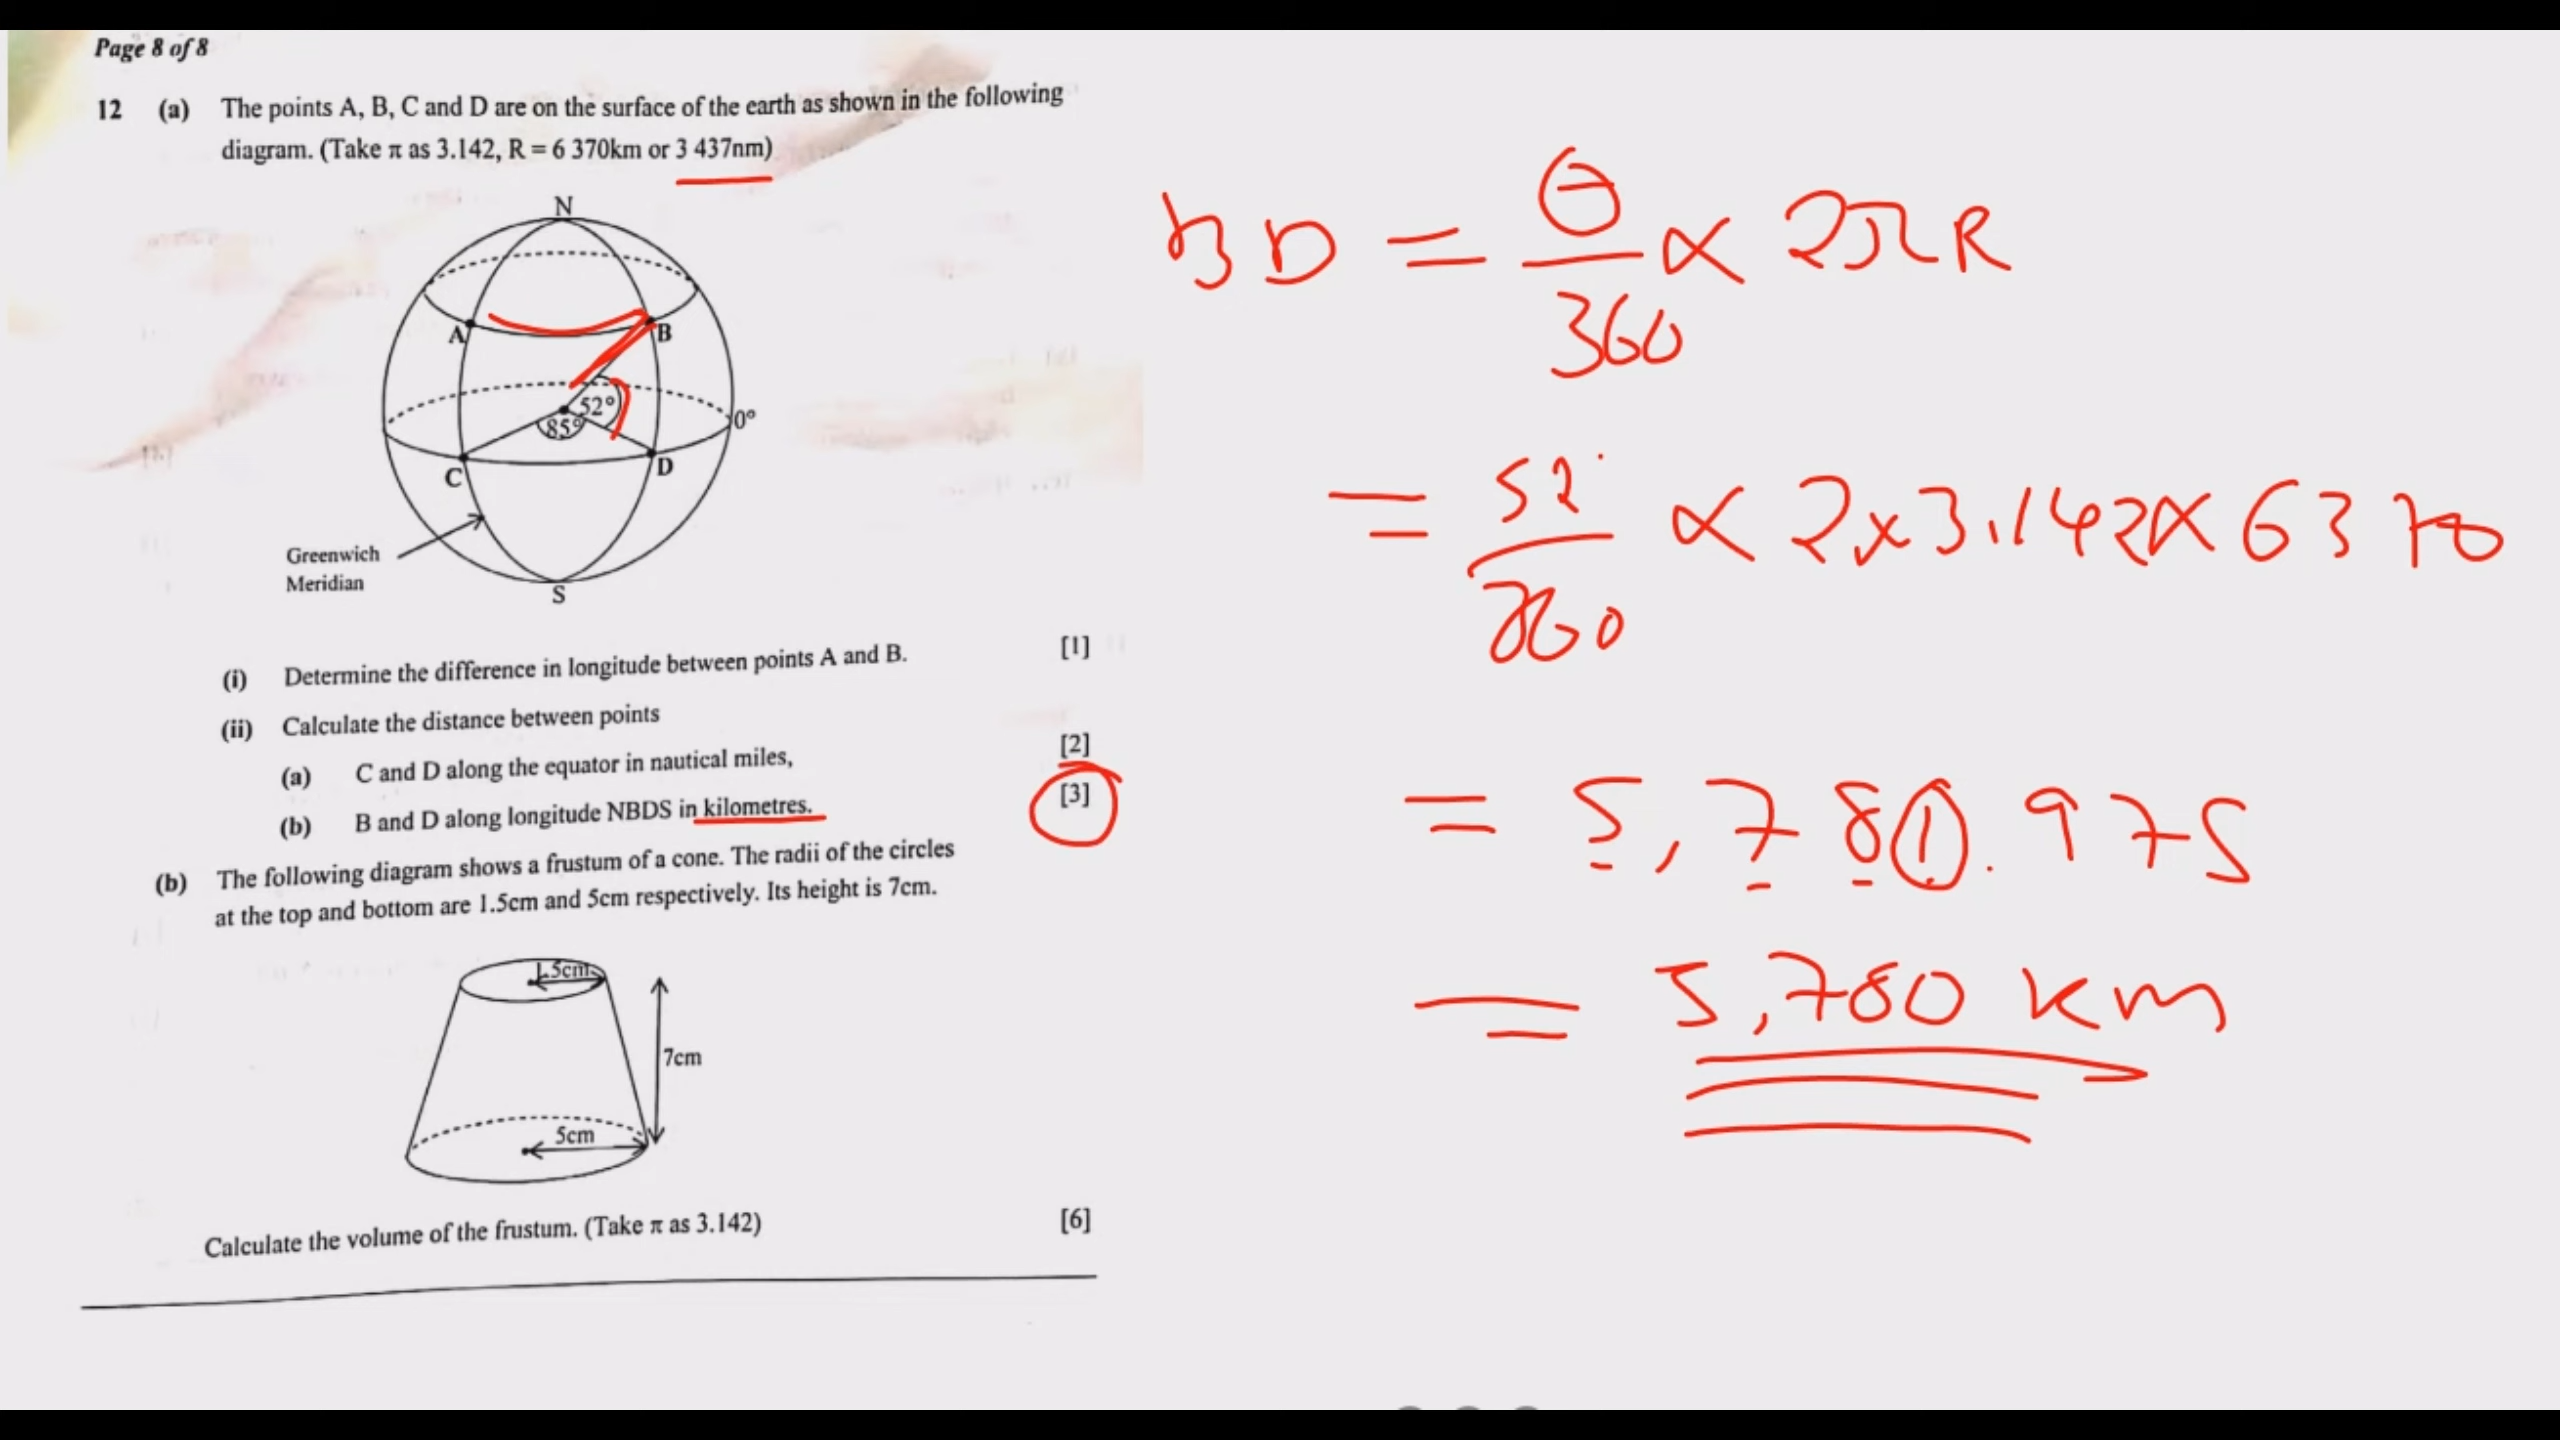 Page 8 of 8
12 (a) The points A, B, C and D are on the surface of the earth as shown in the following
diagram. (Take π as 3.142, R = 6 370km or 3 437nm)
N
A
B
52°
85°
0°
C
D
Greenwich
Meridian
S
(i) Determine the difference in longitude between points A and B. [1]
(ii) Calculate the distance between points
(a) C and D along the equator in nautical miles, [2]
(b) B and D along longitude NBDS in kilometres. [3]
(b) The following diagram shows a frustum of a cone. The radii of the circles
at the top and bottom are 1.5cm and 5cm respectively. Its height is 7cm.
1.5cm
7cm
5cm
Calculate the volume of the frustum. (Take π as 3.142) [6]
BD = θ/360 × 2πR
= 52/360 × 2×3.142×6370
= 5,781.975
= 5,780 km